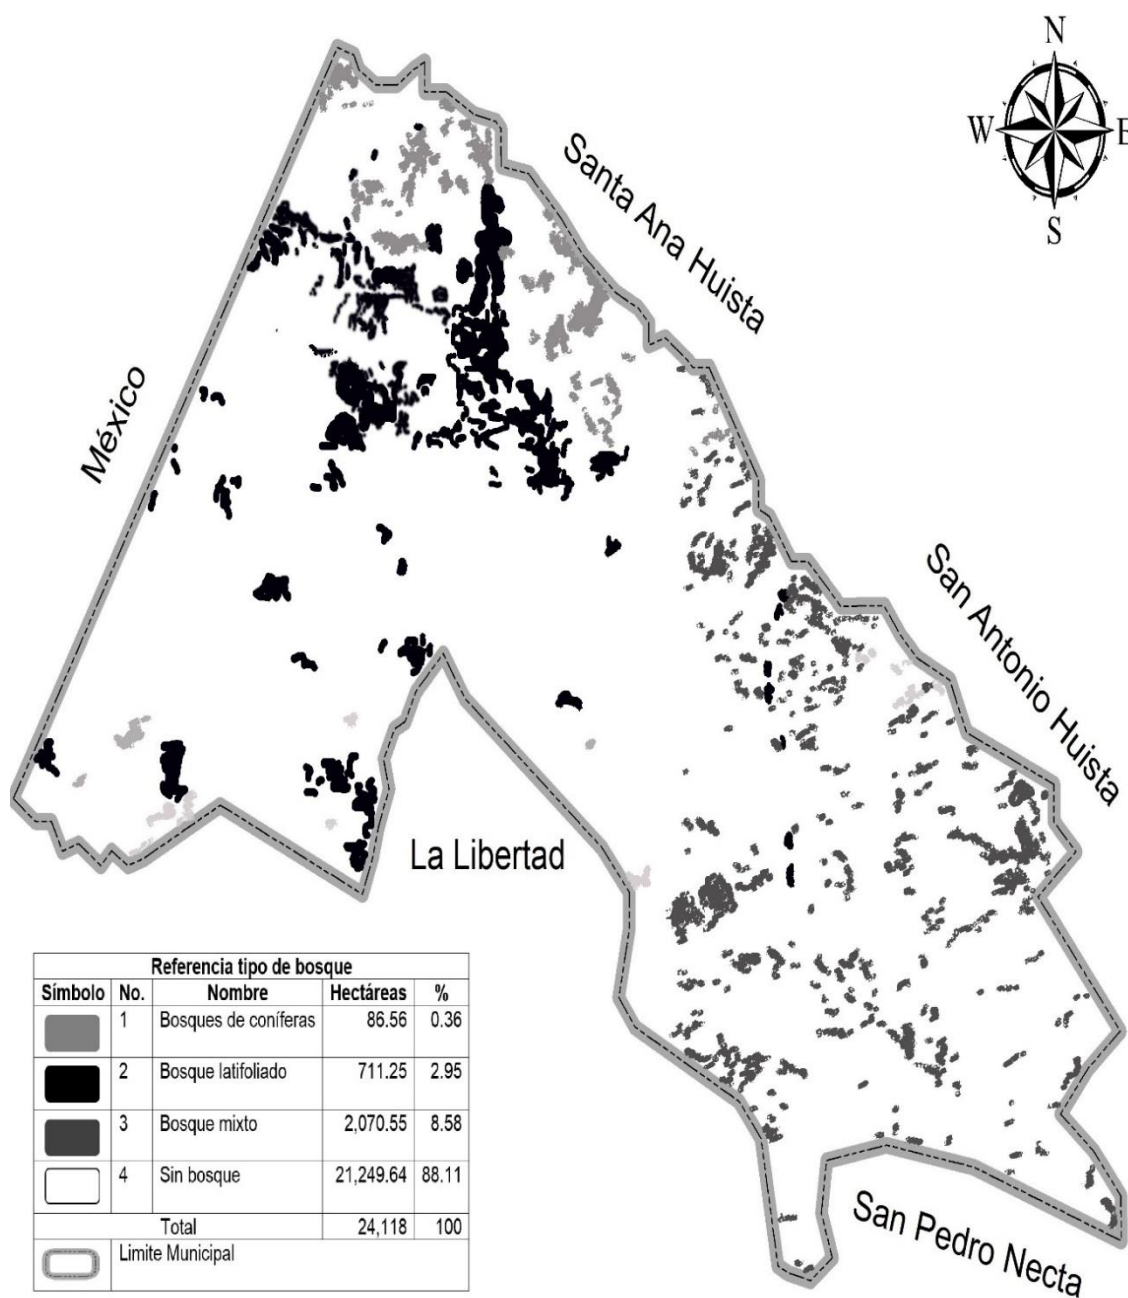 N
W E
S
Santa Ana Huista
México
San Antonio Huista
La Libertad
San Pedro Necta
Referencia tipo de bosque
Símbolo No. Nombre Hectáreas %
1 Bosques de coníferas 86.56 0.36
2 Bosque latifoliado 711.25 2.95
3 Bosque mixto 2,070.55 8.58
4 Sin bosque 21,249.64 88.11
Total 24,118 100
Limite Municipal